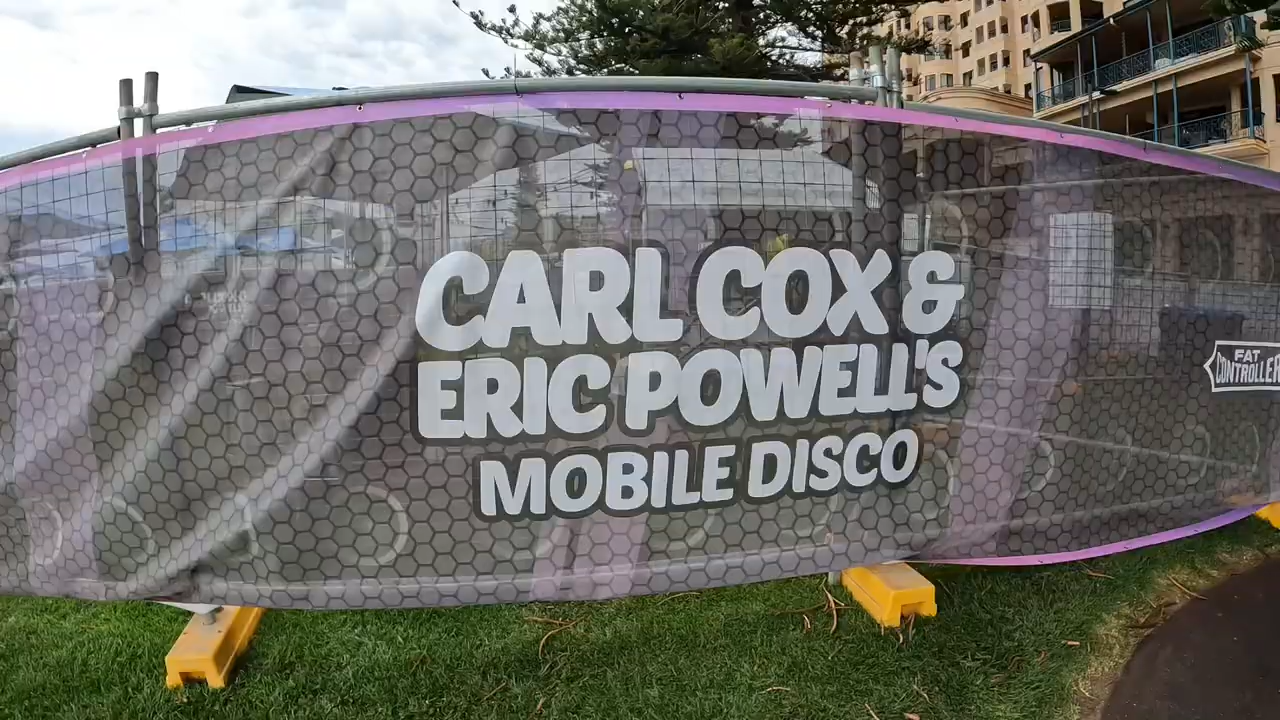 CARL COX &
ERIC POWELL'S
MOBILE DISCO
FAT
CONTROLLER